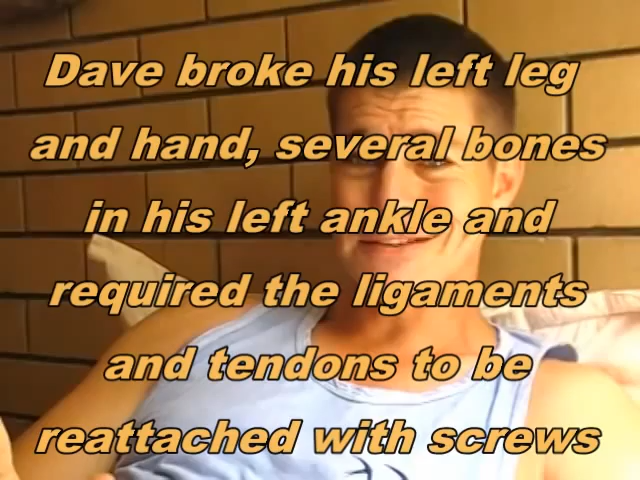 Dave broke his left leg
and hand, several bones
in his left ankle and
required the ligaments
and tendons to be
reattached with screws